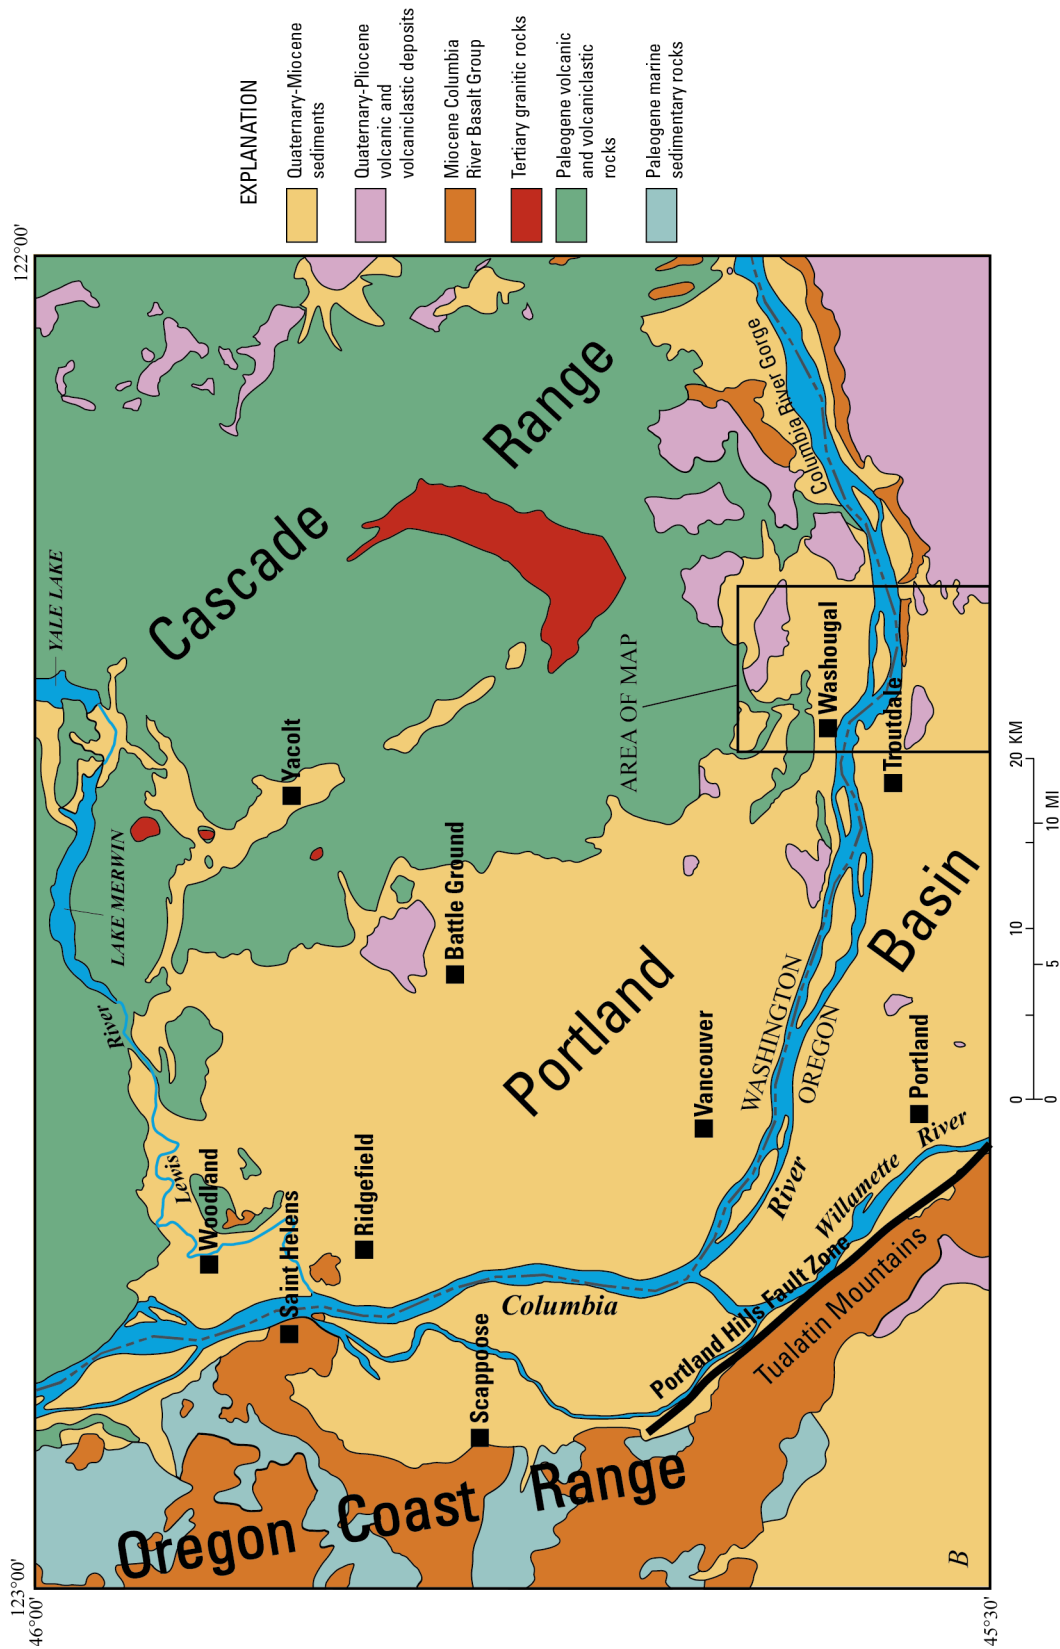 122°00'
123°00'
46°00'
45°30'
YALE LAKE
LAKE MERWIN
River
Lewis
Woodland
Yacolt
Cascade
Range
Saint Helens
Ridgefield
Battle Ground
Scappoose
Columbia
Portland
Basin
AREA OF MAP
Columbia River Gorge
Washougal
Troutdale
Vancouver
WASHINGTON
OREGON
River
Portland
Willamette
River
Portland Hills Fault Zone
Tualatin Mountains
Oregon
Coast
Range
B
EXPLANATION
Quaternary-Miocene
sediments
Quaternary-Pliocene
volcanic and
volcaniclastic deposits
Miocene Columbia
River Basalt Group
Tertiary granitic rocks
Paleogene volcanic
and volcaniclastic
rocks
Paleogene marine
sedimentary rocks
0 10 20 KM
0 5 10 MI